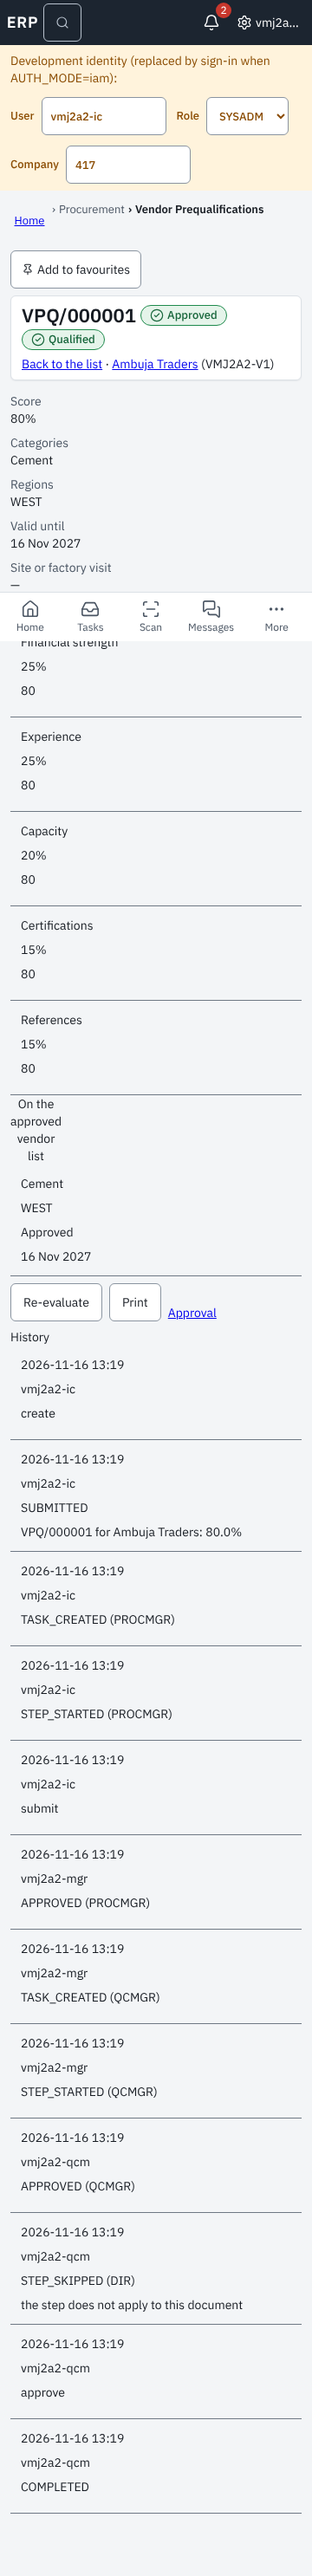 ERP
2
vmj2a...
Development identity (replaced by sign-in when
AUTH_MODE=iam):
User vmj2a2-ic Role SYSADM
Company 417
Home › Procurement › Vendor Prequalifications
Add to favourites
VPQ/000001 Approved
Qualified
Back to the list · Ambuja Traders (VMJ2A2-V1)
Score
80%
Categories
Cement
Regions
WEST
Valid until
16 Nov 2027
Site or factory visit
—
Home Tasks Scan Messages More
Financial strength
25%
80
Experience
25%
80
Capacity
20%
80
Certifications
15%
80
References
15%
80
On the
approved
vendor
list
Cement
WEST
Approved
16 Nov 2027
Re-evaluate Print Approval
History
2026-11-16 13:19
vmj2a2-ic
create
2026-11-16 13:19
vmj2a2-ic
SUBMITTED
VPQ/000001 for Ambuja Traders: 80.0%
2026-11-16 13:19
vmj2a2-ic
TASK_CREATED (PROCMGR)
2026-11-16 13:19
vmj2a2-ic
STEP_STARTED (PROCMGR)
2026-11-16 13:19
vmj2a2-ic
submit
2026-11-16 13:19
vmj2a2-mgr
APPROVED (PROCMGR)
2026-11-16 13:19
vmj2a2-mgr
TASK_CREATED (QCMGR)
2026-11-16 13:19
vmj2a2-mgr
STEP_STARTED (QCMGR)
2026-11-16 13:19
vmj2a2-qcm
APPROVED (QCMGR)
2026-11-16 13:19
vmj2a2-qcm
STEP_SKIPPED (DIR)
the step does not apply to this document
2026-11-16 13:19
vmj2a2-qcm
approve
2026-11-16 13:19
vmj2a2-qcm
COMPLETED